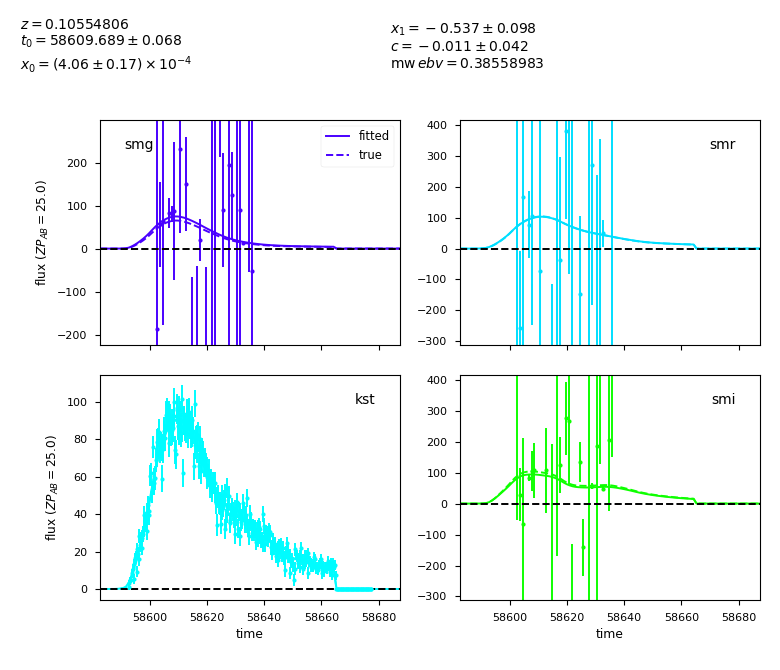 z = 0.10554806
t₀ = 58609.689 ± 0.068
x₀ = (4.06 ± 0.17) × 10⁻⁴
x₁ = −0.537 ± 0.098
c = −0.011 ± 0.042
mw ebv = 0.38558983
smg
fitted
true
200
100
0
−100
−200
flux (ZP_AB = 25.0)
smr
400
300
200
100
0
−100
−200
−300
kst
100
80
60
40
20
0
flux (ZP_AB = 25.0)
58600 58620 58640 58660 58680
time
smi
400
300
200
100
0
−100
−200
−300
58600 58620 58640 58660 58680
time